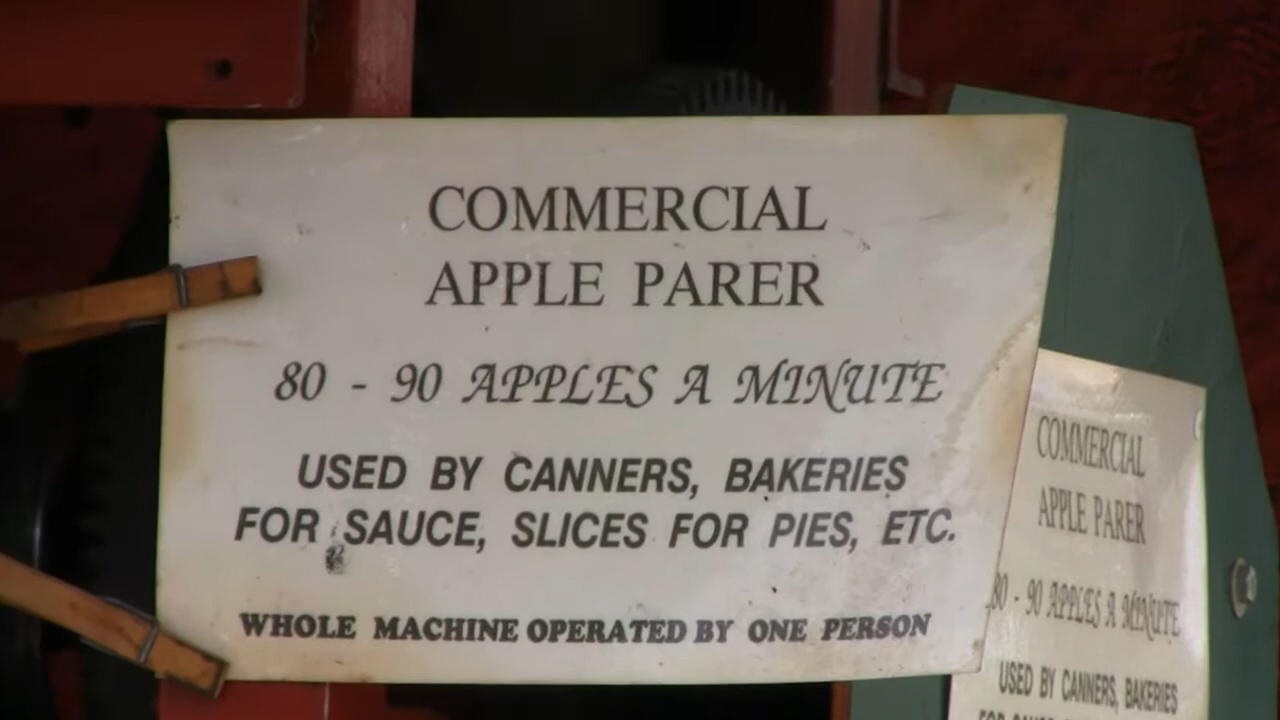 COMMERCIAL
APPLE PARER
80 - 90 APPLES A MINUTE
USED BY CANNERS, BAKERIES
FOR SAUCE, SLICES FOR PIES, ETC.
WHOLE MACHINE OPERATED BY ONE PERSON
COMMERCIAL
APPLE PARER
80 - 90 APPLES A MINUTE
USED BY CANNERS, BAKERIES